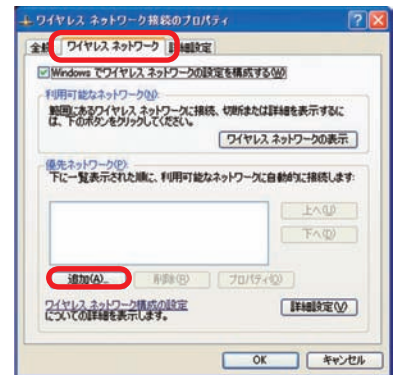 ワイヤレス ネットワーク接続のプロパティ
全般 ワイヤレス ネットワーク 詳細設定
Windows でワイヤレス ネットワークの設定を構成する(W)
利用可能なネットワーク(N):
範囲にあるワイヤレス ネットワークに接続、切断または詳細を表示するに
は、下のボタンをクリックしてください。
ワイヤレス ネットワークの表示
優先ネットワーク(P):
下に一覧表示された順に、利用可能なネットワークに自動的に接続します:
上へ(U)
下へ(D)
追加(A)... 削除(R) プロパティ(O)
ワイヤレス ネットワーク構成の設定
についての詳細を表示します。
詳細設定(V)
OK キャンセル